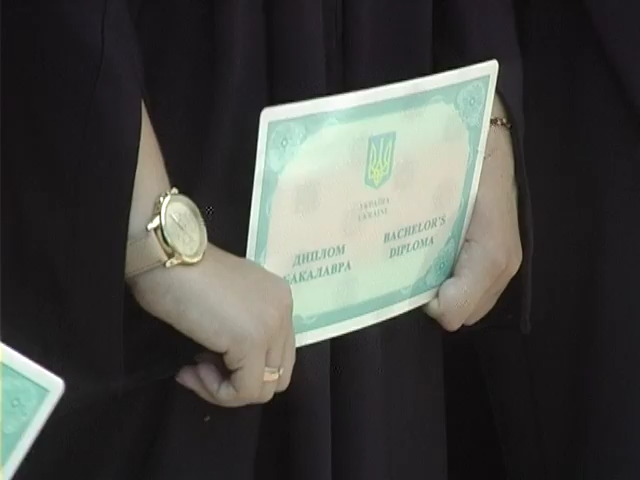 УКРАЇНА
UKRAINE
ДИПЛОМ
БАКАЛАВРА
BACHELOR'S
DIPLOMA